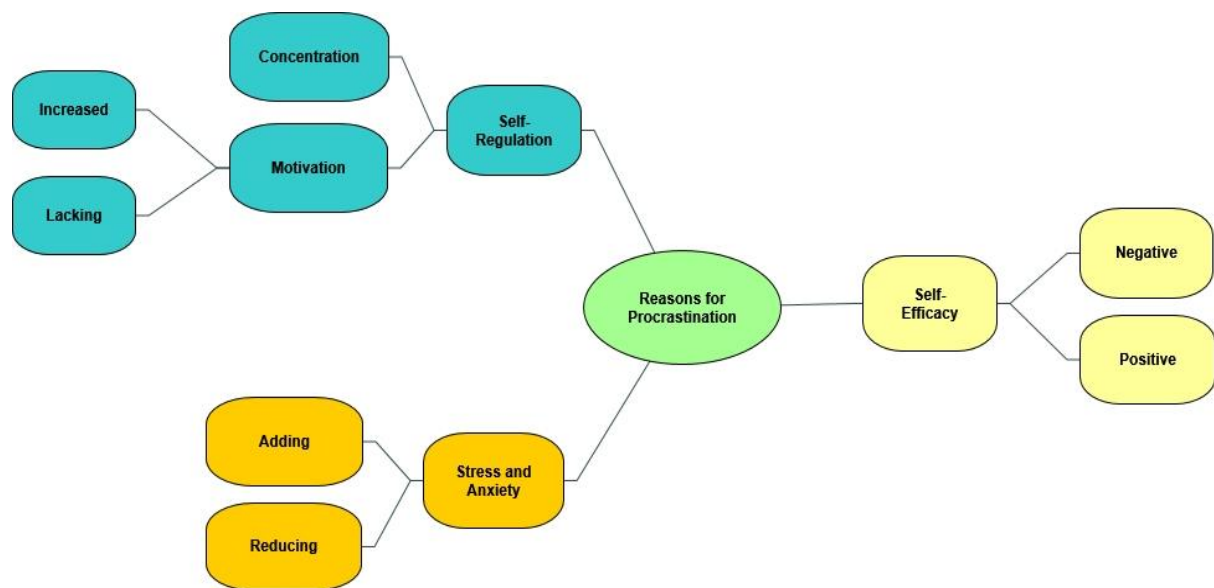 Concentration
Increased
Self-
Regulation
Motivation
Lacking
Negative
Reasons for
Procrastination
Self-
Efficacy
Positive
Adding
Stress and
Anxiety
Reducing